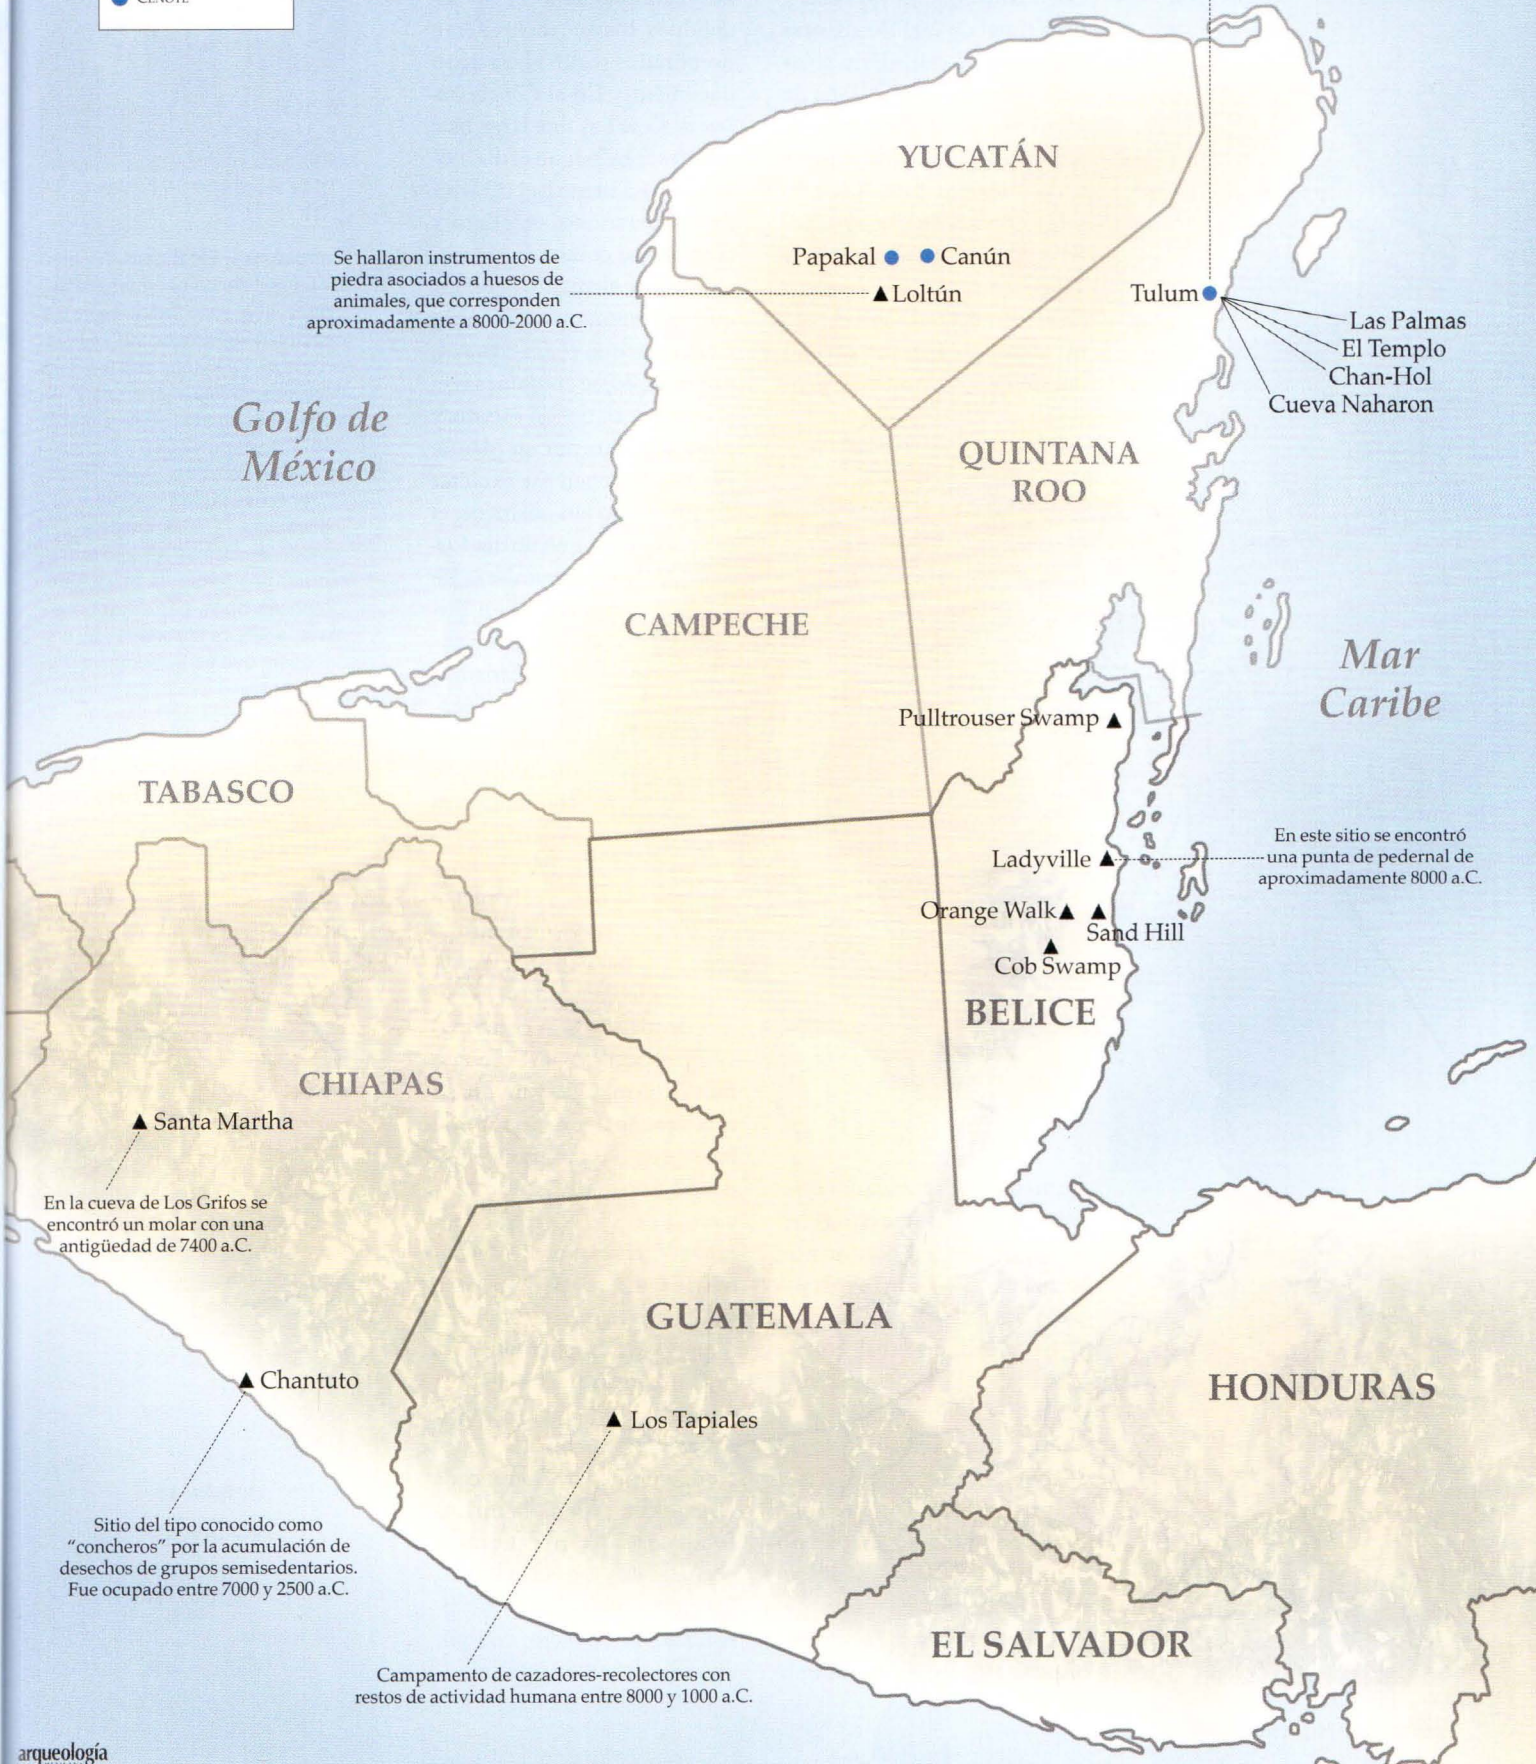 CENOTE
YUCATÁN
Se hallaron instrumentos de
piedra asociados a huesos de
animales, que corresponden
aproximadamente a 8000-2000 a.C.
Papakal
Canún
Loltún
Tulum
Las Palmas
El Templo
Chan-Hol
Cueva Naharon
Golfo de
México
QUINTANA
ROO
CAMPECHE
Mar
Caribe
Pulltrouser Swamp
TABASCO
Ladyville
En este sitio se encontró
una punta de pedernal de
aproximadamente 8000 a.C.
Orange Walk
Sand Hill
Cob Swamp
BELICE
CHIAPAS
Santa Martha
En la cueva de Los Grifos se
encontró un molar con una
antigüedad de 7400 a.C.
GUATEMALA
HONDURAS
Chantuto
Los Tapiales
Sitio del tipo conocido como
“concheros” por la acumulación de
desechos de grupos semisedentarios.
Fue ocupado entre 7000 y 2500 a.C.
EL SALVADOR
Campamento de cazadores-recolectores con
restos de actividad humana entre 8000 y 1000 a.C.
arqueología